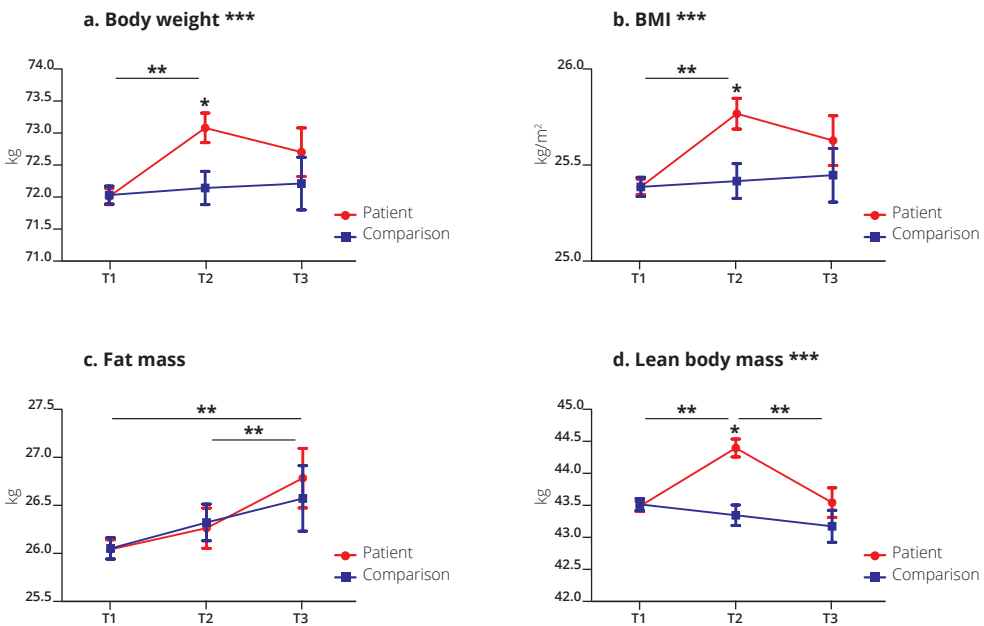 a. Body weight ***
74.0
73.5
73.0
72.5
72.0
71.5
71.0
kg
**
*
T1 T2 T3
Patient
Comparison
b. BMI ***
26.0
25.5
25.0
kg/m²
**
*
T1 T2 T3
Patient
Comparison
c. Fat mass
27.5
27.0
26.5
26.0
25.5
kg
**
**
T1 T2 T3
Patient
Comparison
d. Lean body mass ***
45.0
44.5
44.0
43.5
43.0
42.5
42.0
kg
** **
*
T1 T2 T3
Patient
Comparison